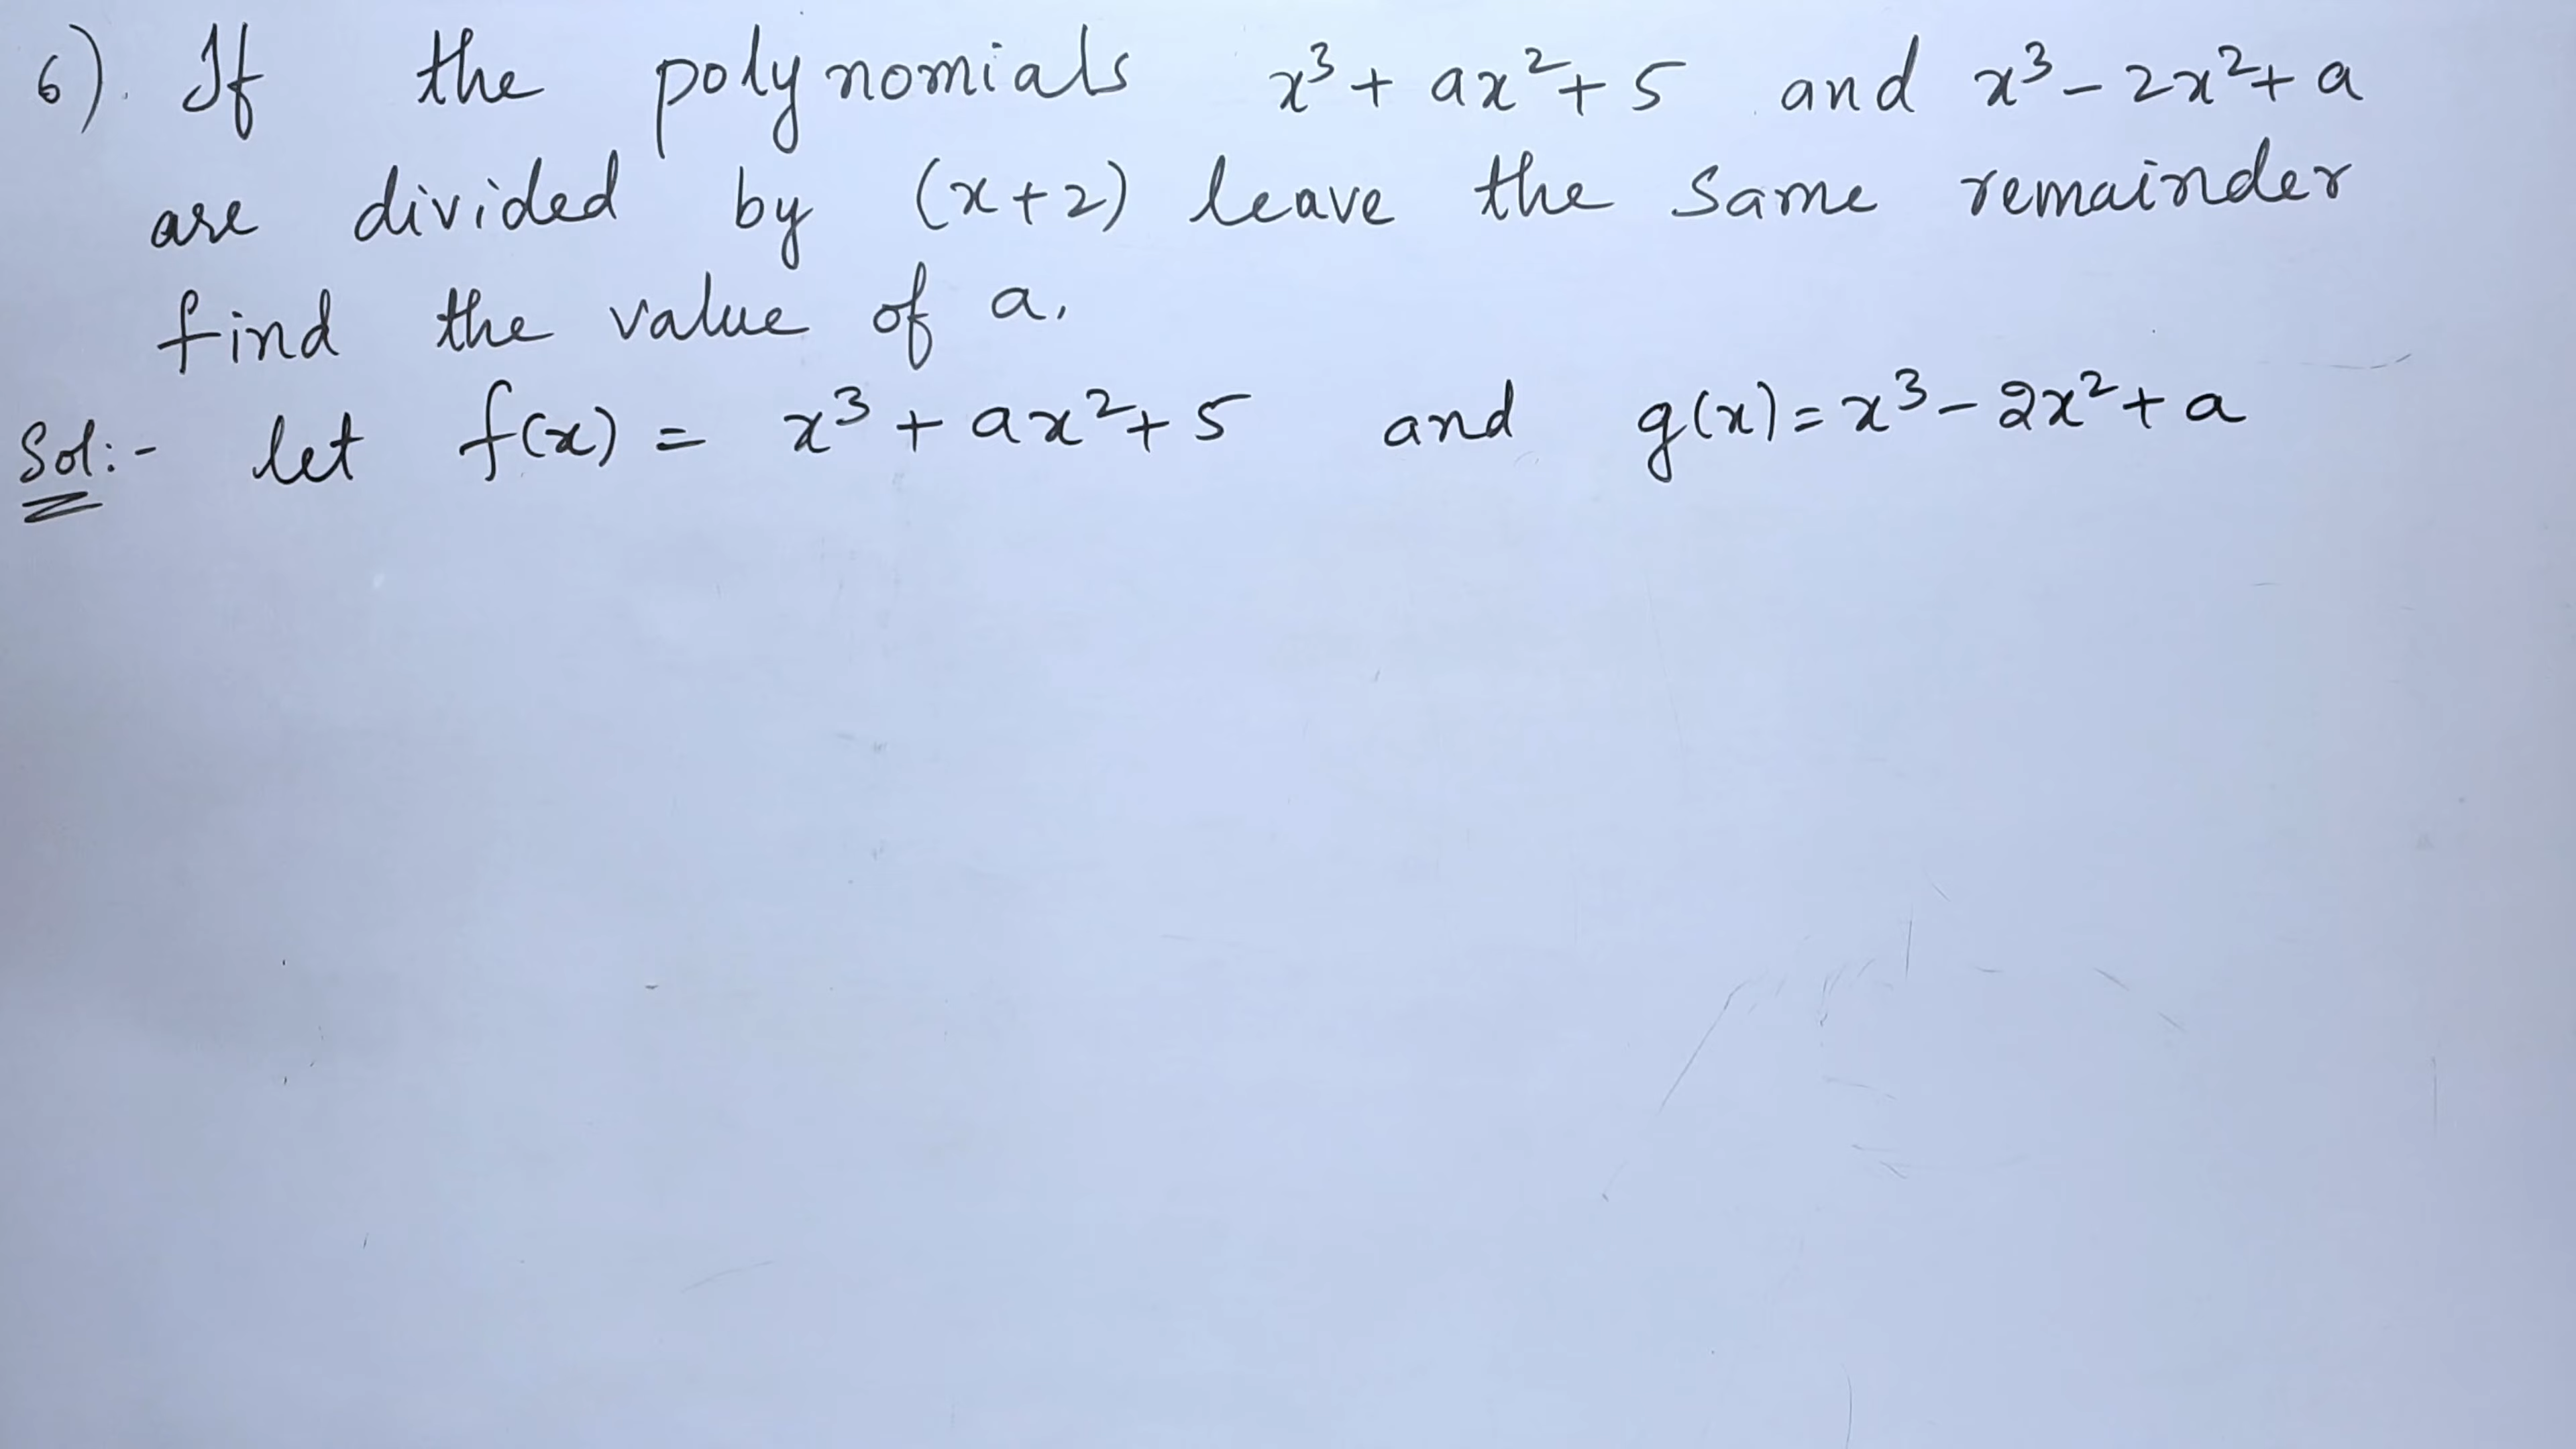 6). If the polynomials x³ + ax² + 5 and x³ - 2x² + a
are divided by (x+2) leave the same remainder
find the value of a.
Sol:- let f(x) = x³ + ax² + 5 and g(x) = x³ - 2x² + a